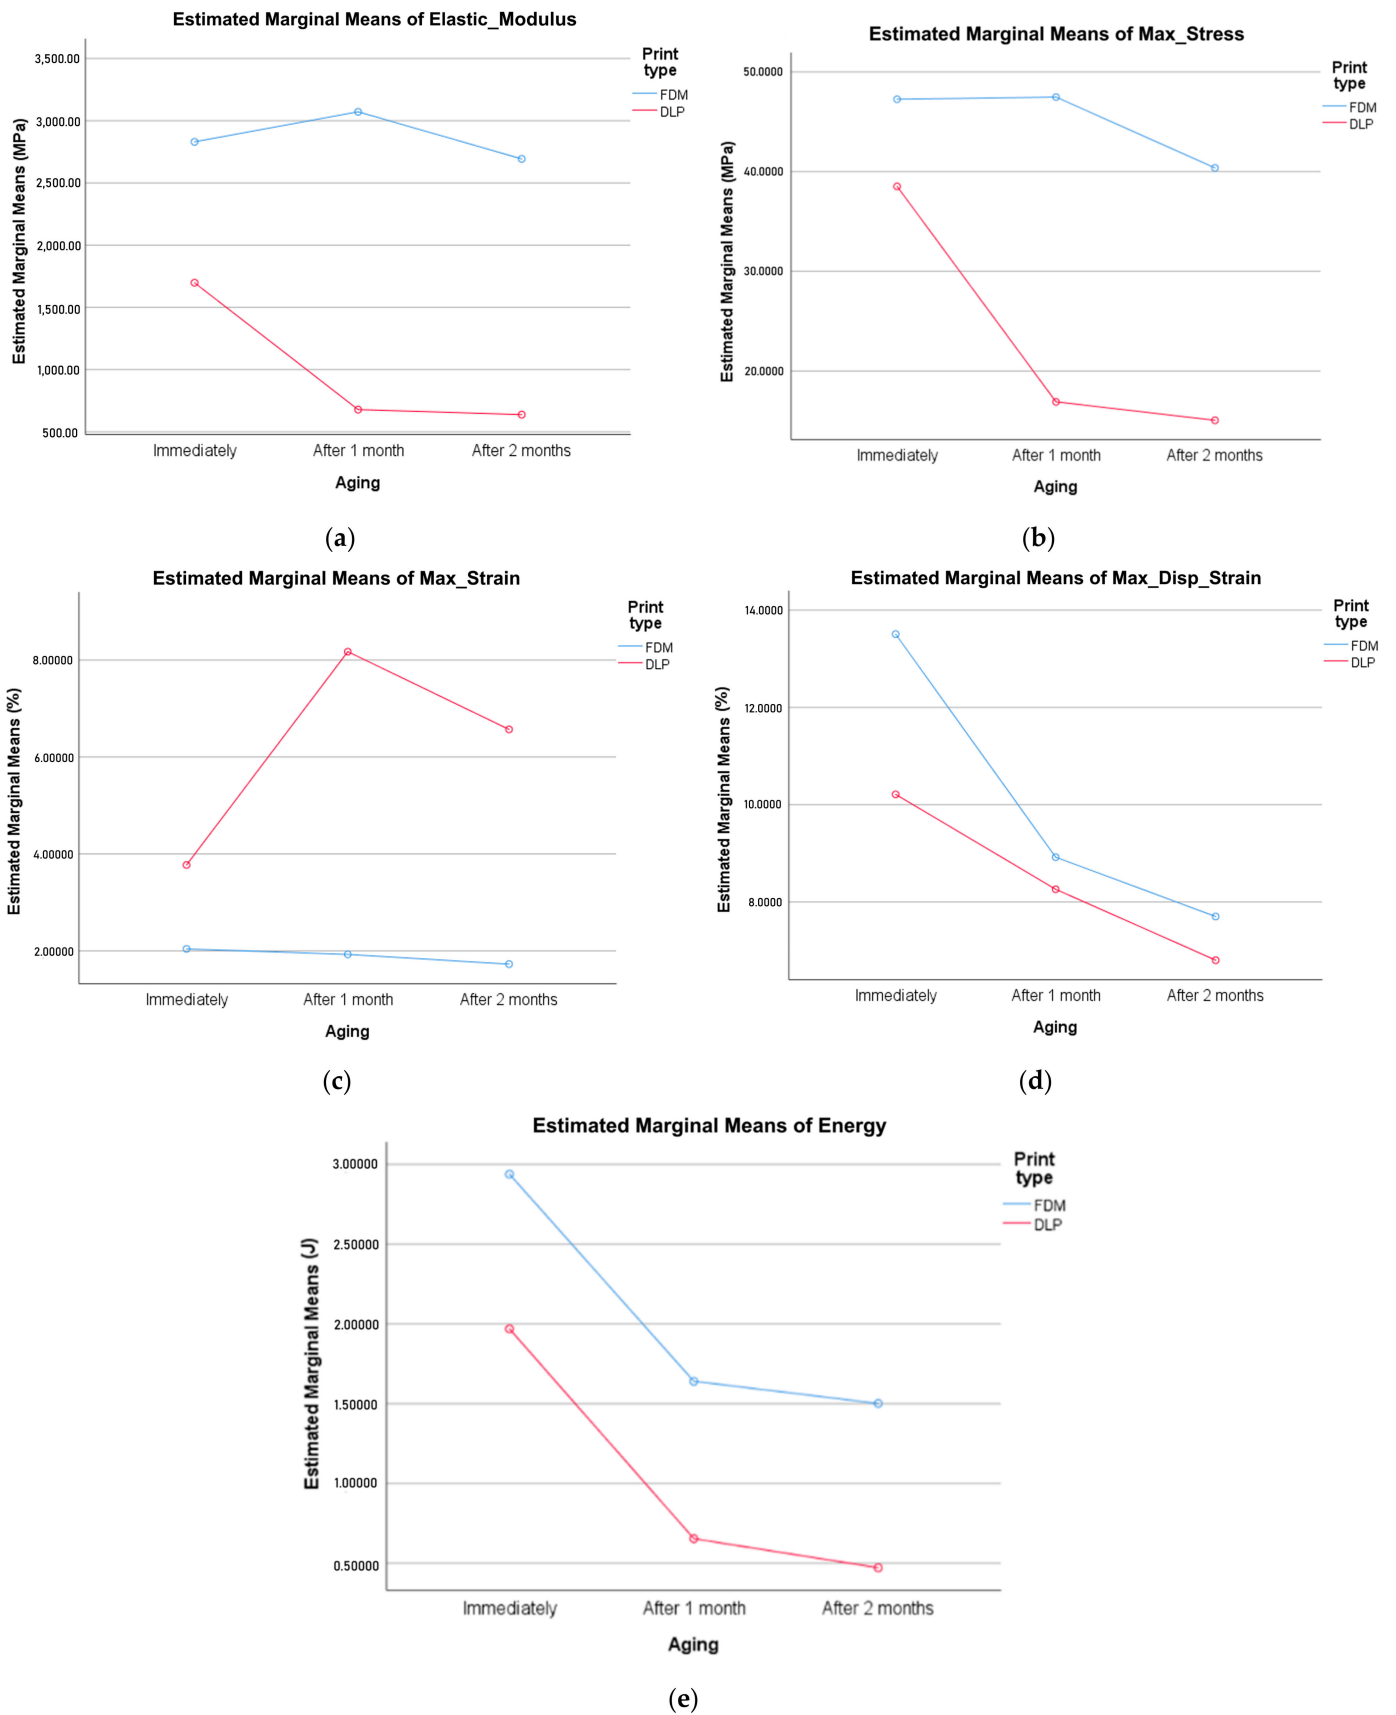 Estimated Marginal Means of Elastic_Modulus
Print
type
FDM
DLP
3,500.00
3,000.00
2,500.00
2,000.00
1,500.00
1,000.00
500.00
Estimated Marginal Means (MPa)
Immediately After 1 month After 2 months
Aging
(a)
Estimated Marginal Means of Max_Stress
Print
type
FDM
DLP
50.0000
40.0000
30.0000
20.0000
Estimated Marginal Means (MPa)
Immediately After 1 month After 2 months
Aging
(b)
Estimated Marginal Means of Max_Strain
Print
type
FDM
DLP
8.00000
6.00000
4.00000
2.00000
Estimated Marginal Means (%)
Immediately After 1 month After 2 months
Aging
(c)
Estimated Marginal Means of Max_Disp_Strain
Print
type
FDM
DLP
14.0000
12.0000
10.0000
8.0000
Estimated Marginal Means (%)
Immediately After 1 month After 2 months
Aging
(d)
Estimated Marginal Means of Energy
Print
type
FDM
DLP
3.00000
2.50000
2.00000
1.50000
1.00000
0.50000
Estimated Marginal Means (J)
Immediately After 1 month After 2 months
Aging
(e)